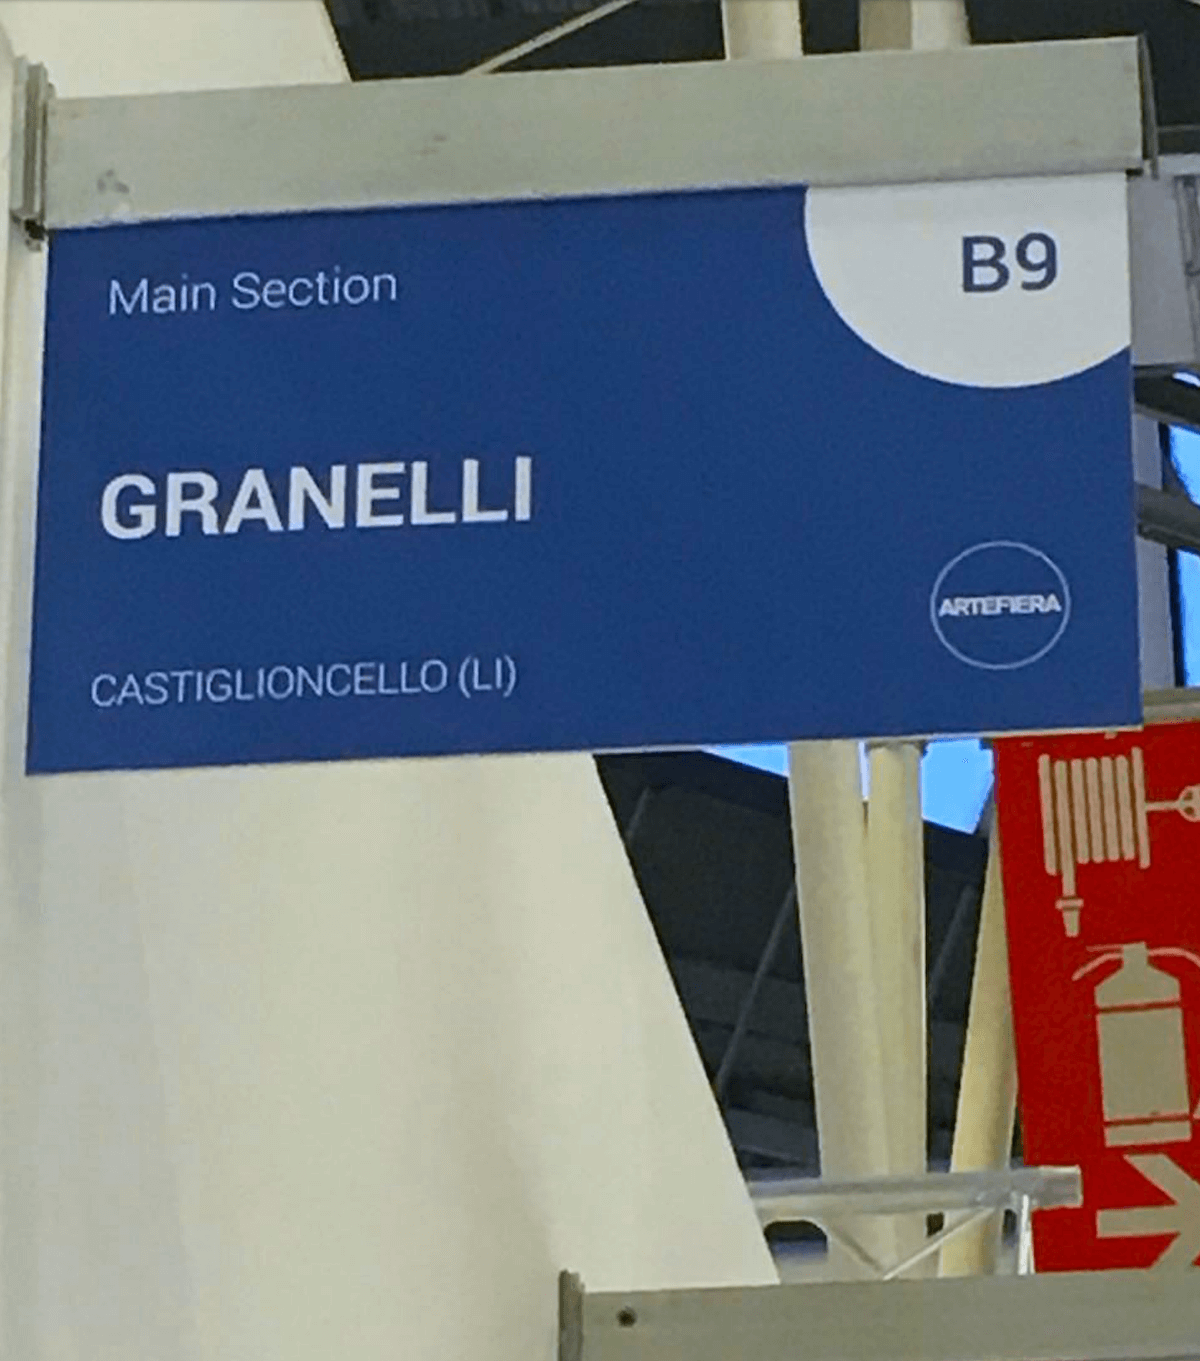 Main Section
B9
GRANELLI
ARTEFIERA
CASTIGLIONCELLO (LI)